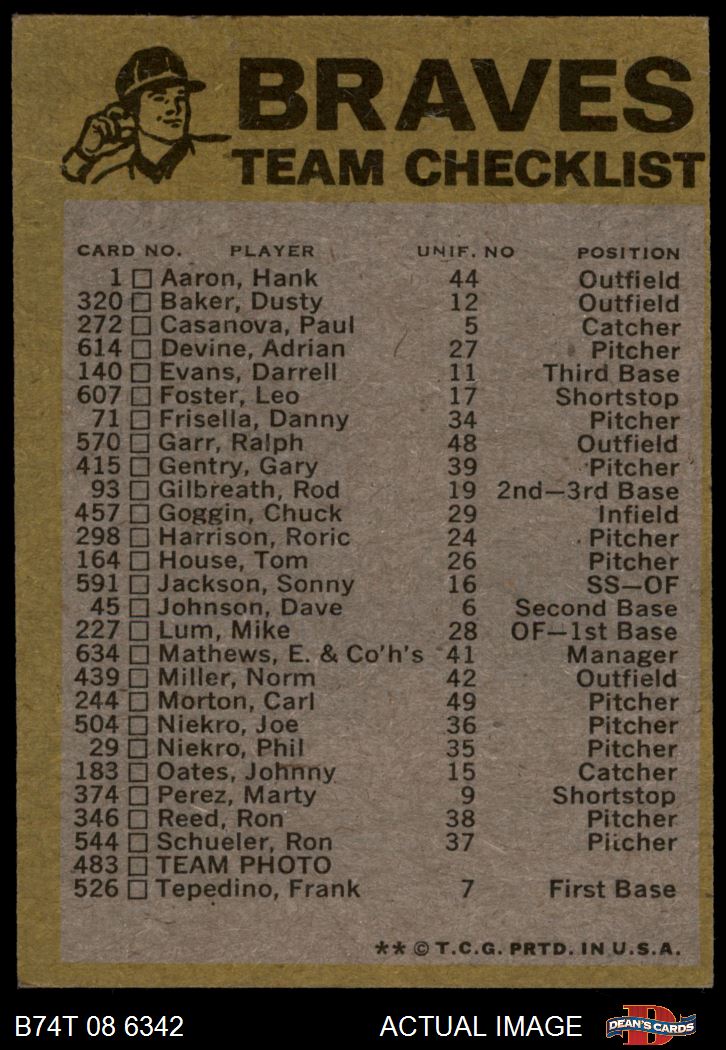 BRAVES
TEAM CHECKLIST
CARD NO. PLAYER UNIF. NO POSITION
1 Aaron, Hank 44 Outfield
320 Baker, Dusty 12 Outfield
272 Casanova, Paul 5 Catcher
614 Devine, Adrian 27 Pitcher
140 Evans, Darrell 11 Third Base
607 Foster, Leo 17 Shortstop
71 Frisella, Danny 34 Pitcher
570 Garr, Ralph 48 Outfield
415 Gentry, Gary 39 Pitcher
93 Gilbreath, Rod 19 2nd—3rd Base
457 Goggin, Chuck 29 Infield
298 Harrison, Roric 24 Pitcher
164 House, Tom 26 Pitcher
591 Jackson, Sonny 16 SS—OF
45 Johnson, Dave 6 Second Base
227 Lum, Mike 28 OF—1st Base
634 Mathews, E. & Co'h's 41 Manager
439 Miller, Norm 42 Outfield
244 Morton, Carl 49 Pitcher
504 Niekro, Joe 36 Pitcher
29 Niekro, Phil 35 Pitcher
183 Oates, Johnny 15 Catcher
374 Perez, Marty 9 Shortstop
346 Reed, Ron 38 Pitcher
544 Schueler, Ron 37 Pitcher
483 TEAM PHOTO
526 Tepedino, Frank 7 First Base
** © T.C.G. PRTD. IN U.S.A.
B74T 08 6342 ACTUAL IMAGE D DEAN'S CARDS